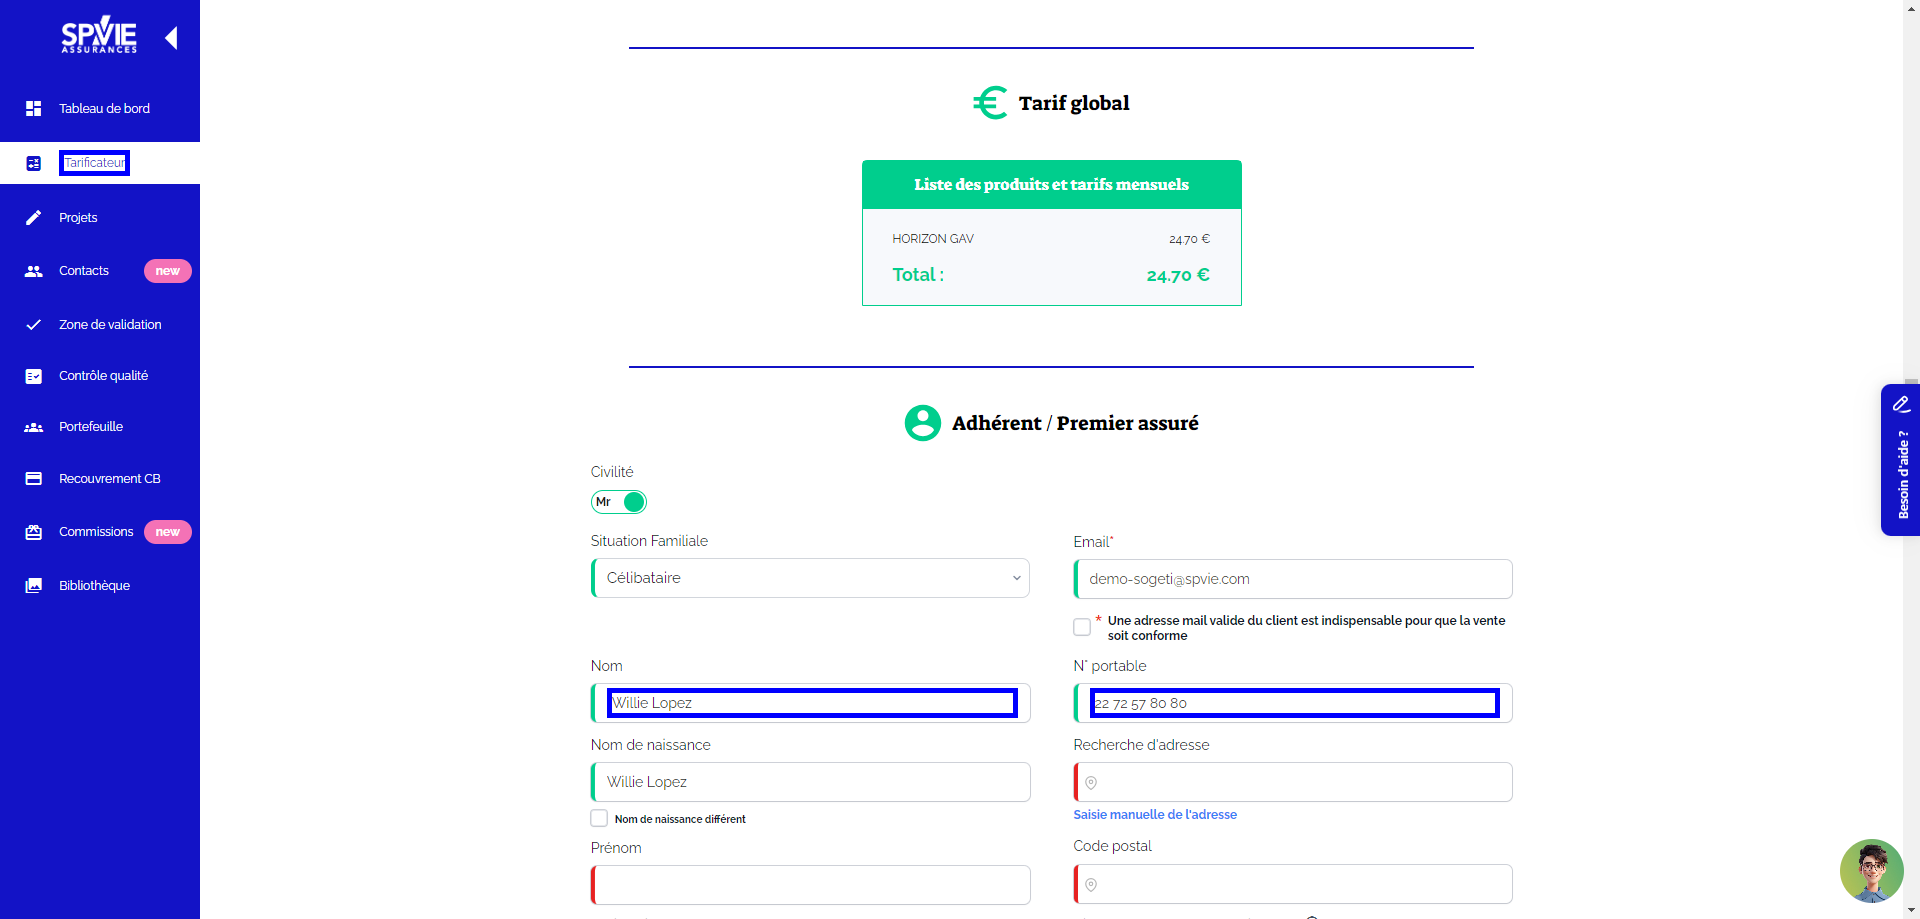 SPVIE
ASSURANCES
Tableau de bord
Tarificateur
Projets
Contacts
new
Zone de validation
Contrôle qualité
Portefeuille
Recouvrement CB
Commissions
new
Bibliothèque
Tarif global
Liste des produits et tarifs mensuels
HORIZON GAV 24.70 €
Total : 24.70 €
Adhérent / Premier assuré
Civilité
Mr
Situation Familiale
Célibataire
Email*
demo-sogeti@spvie.com
* Une adresse mail valide du client est indispensable pour que la vente
soit conforme
Nom
Willie Lopez
N° portable
22 72 57 80 80
Nom de naissance
Willie Lopez
Nom de naissance différent
Recherche d'adresse
Saisie manuelle de l'adresse
Prénom
Code postal
Besoin d'aide ?